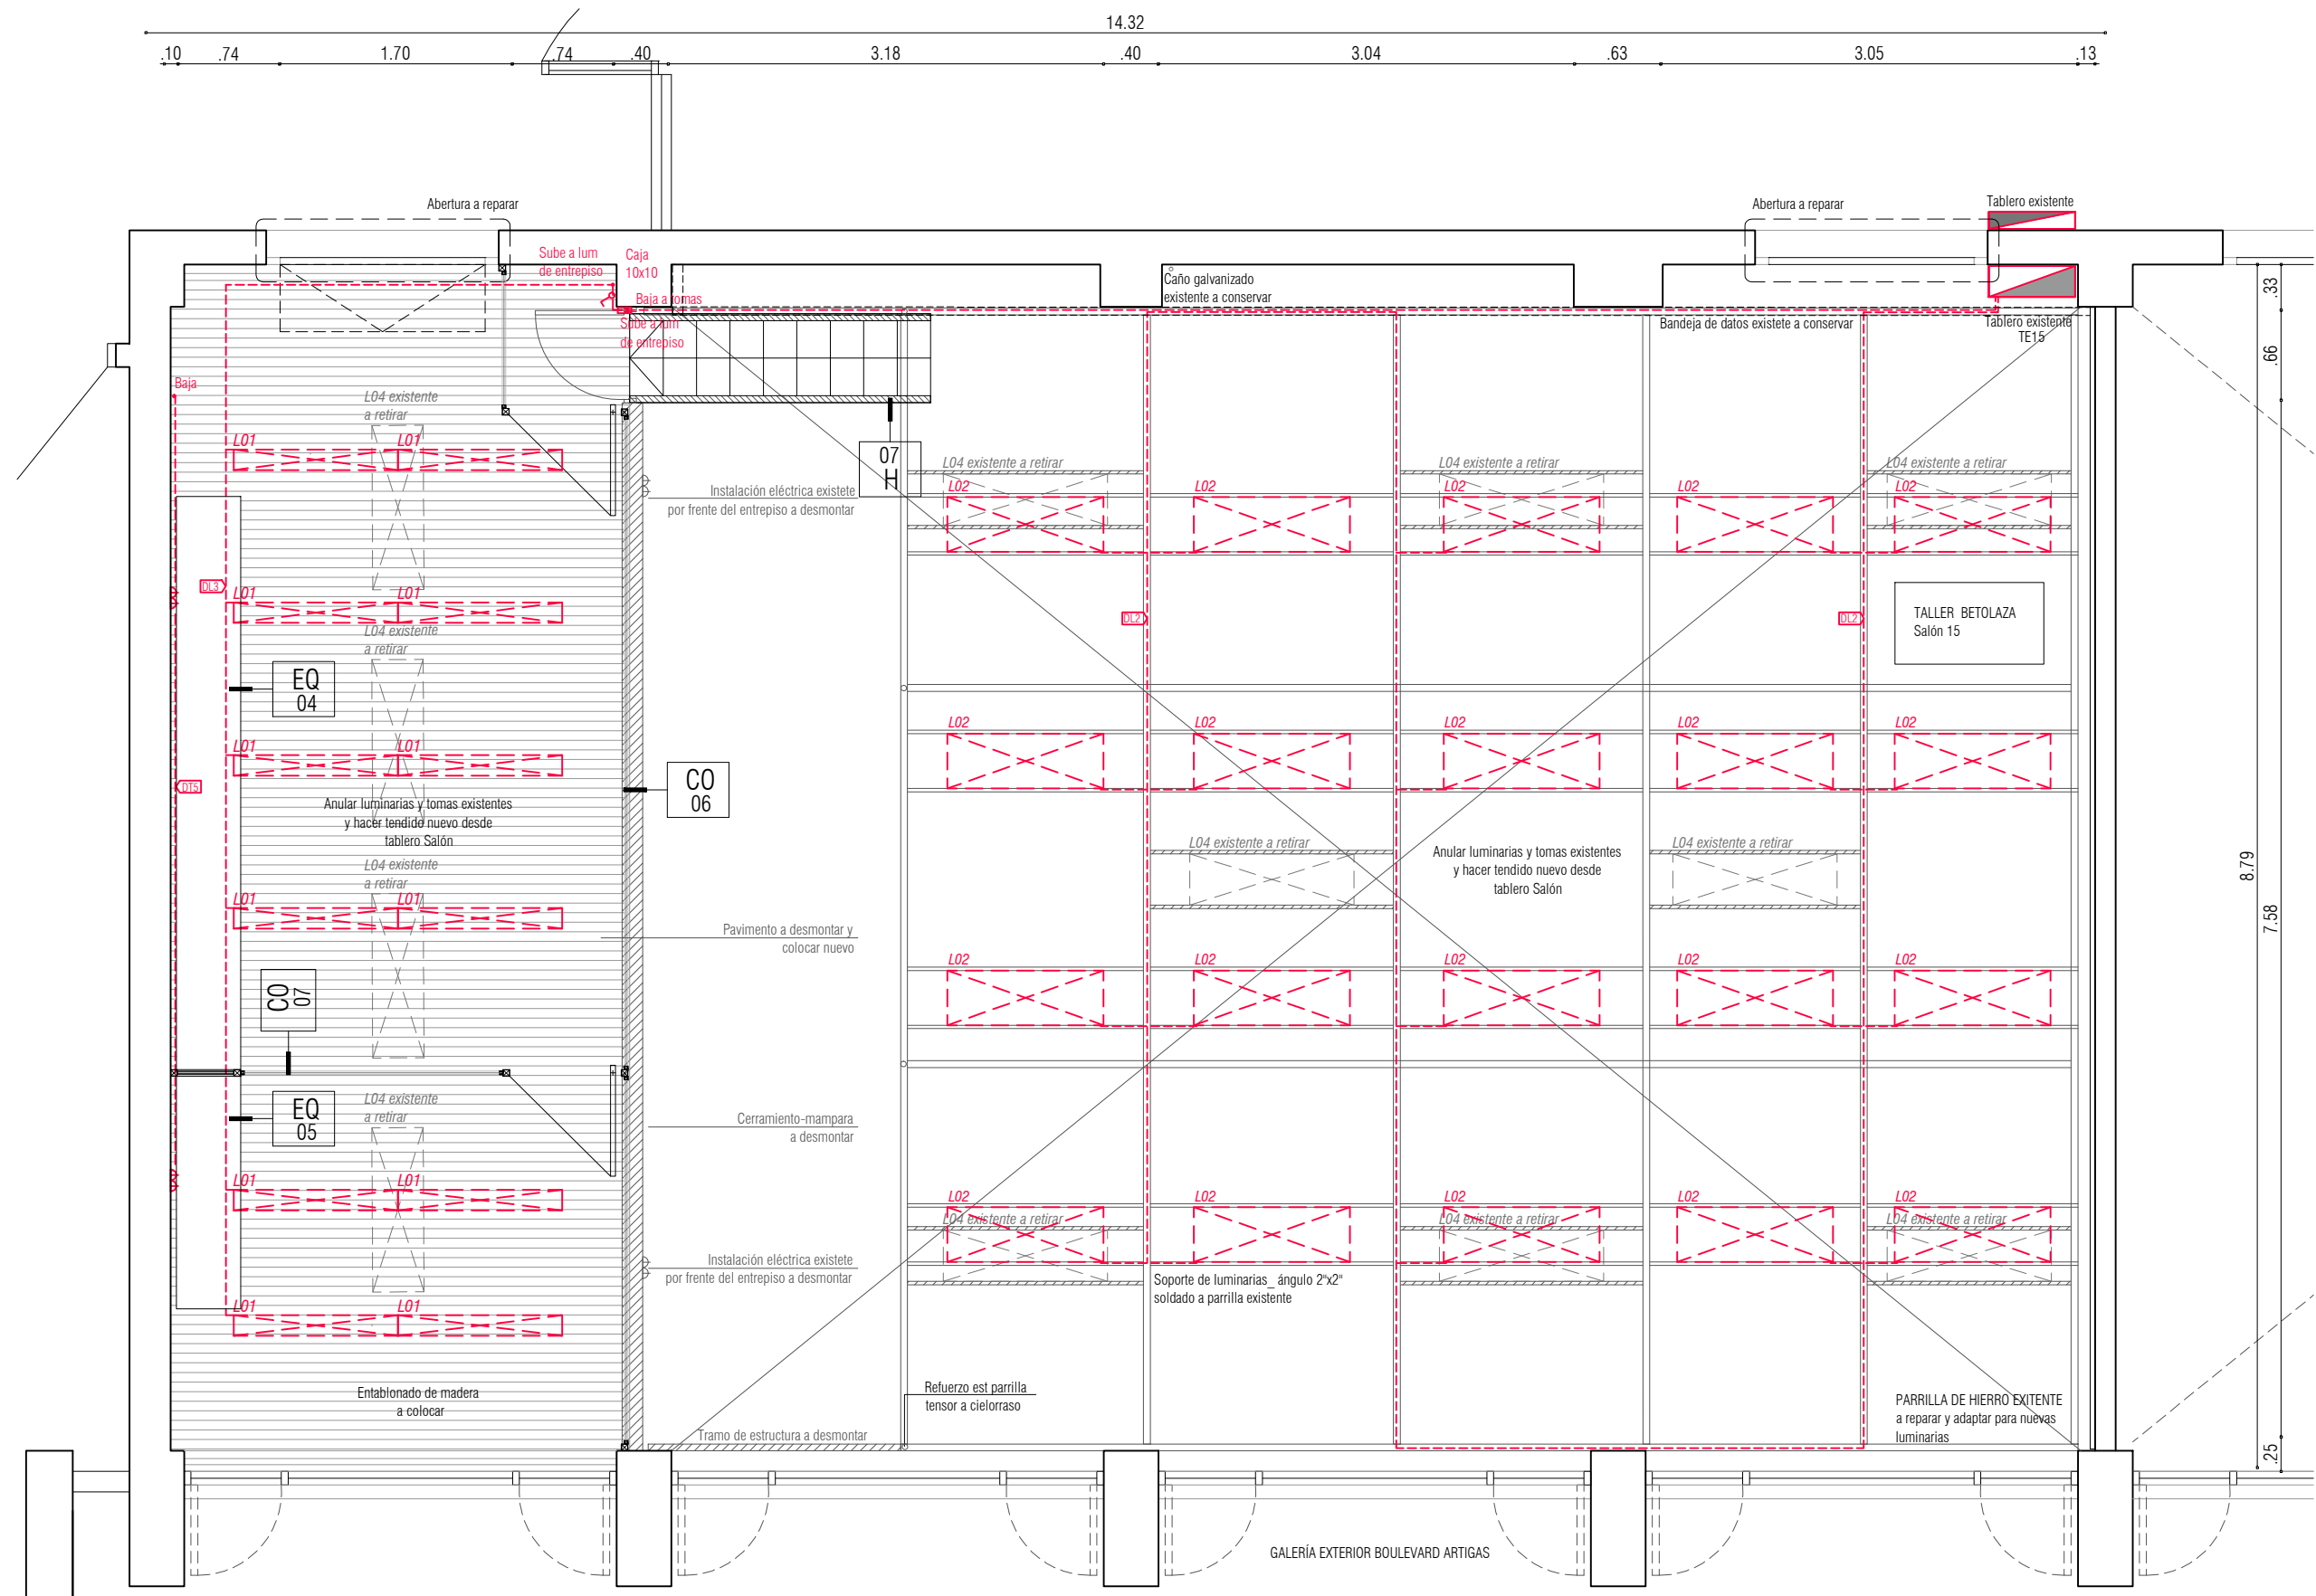 14.32
.10 .74 1.70 .74 .40 3.18 .40 3.04 .63 3.05 .13
Abertura a reparar
Abertura a reparar
Tablero existente
Sube a lum
de entrepiso
Caja
10x10
Baja a tomas
Sube a lum
de entrepiso
Caño galvanizado
existente a conservar
Bandeja de datos existete a conservar
Tablero existente
TE15
.33
.66
8.79
7.58
.25
Baja
L04 existente
a retirar
L01 L01
07
H
Instalación eléctrica existete
por frente del entrepiso a desmontar
L04 existente a retirar
L04 existente a retirar
L04 existente a retirar
L02 L02 L02 L02 L02
DL3
L01 L01
DL2
DL2
TALLER BETOLAZA
Salón 15
L04 existente
a retirar
EQ
04
L02 L02 L02 L02 L02
L01 L01
DT5
CO
06
Anular luminarias y tomas existentes
y hacer tendido nuevo desde
tablero Salón
L04 existente a retirar
L04 existente a retirar
Anular luminarias y tomas existentes
y hacer tendido nuevo desde
tablero Salón
L04 existente
a retirar
L01 L01
Pavimento a desmontar y
colocar nuevo
L02 L02 L02 L02 L02
CO
07
EQ
05
L04 existente
a retirar
Cerramiento-mampara
a desmontar
L01 L01
L02 L02 L02 L02 L02
L04 existente a retirar
L04 existente a retirar
L04 existente a retirar
Instalación eléctrica existete
por frente del entrepiso a desmontar
Soporte de luminarias_ ángulo 2"x2"
soldado a parrilla existente
L01 L01
Entablonado de madera
a colocar
Refuerzo est parrilla
tensor a cielorraso
Tramo de estructura a desmontar
PARRILLA DE HIERRO EXITENTE
a reparar y adaptar para nuevas
luminarias
GALERÍA EXTERIOR BOULEVARD ARTIGAS